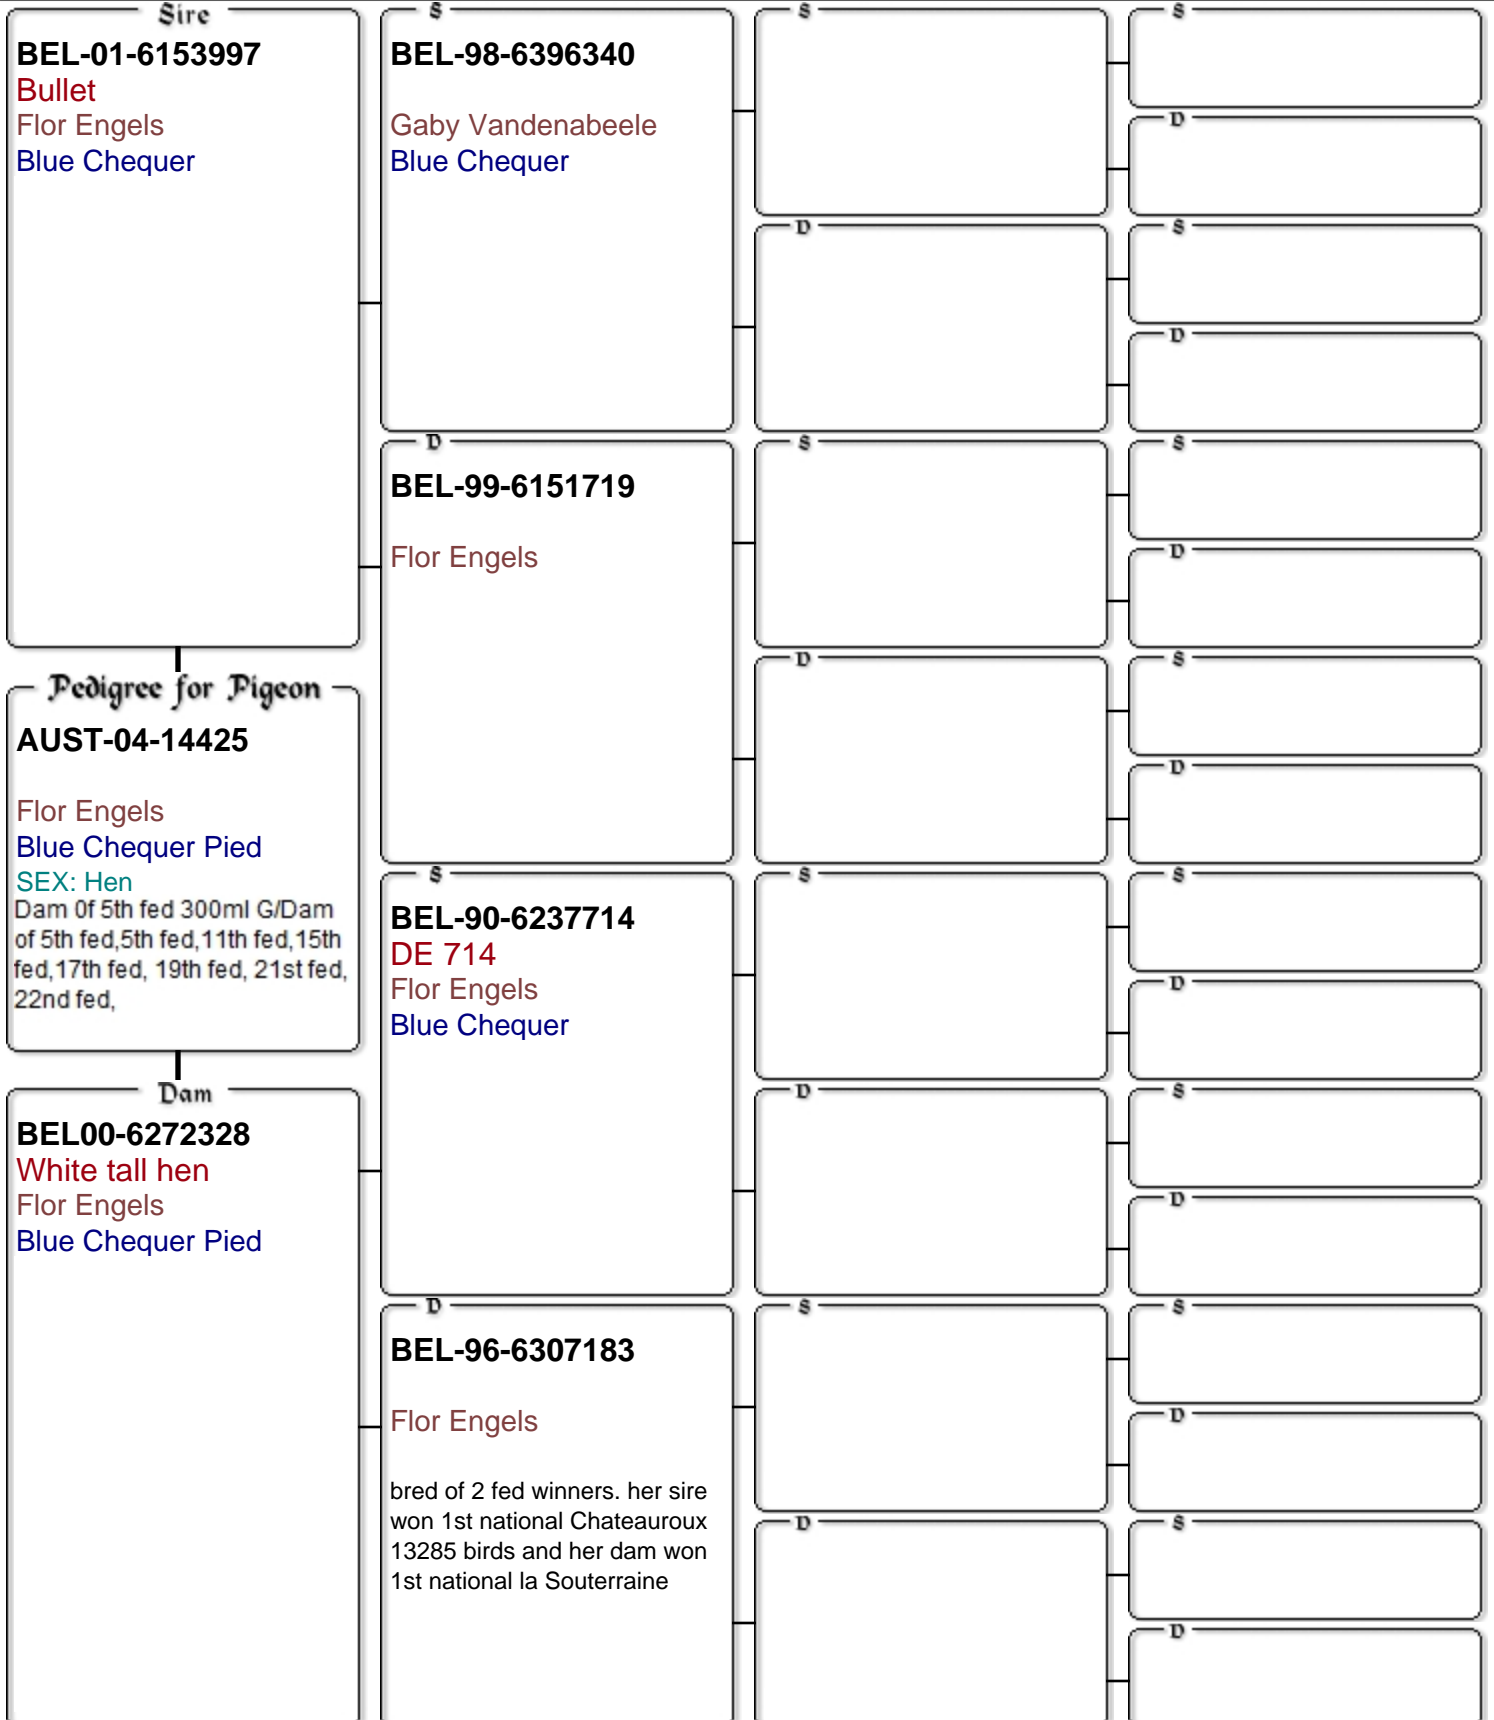 Sire
BEL-01-6153997
Bullet
Flor Engels
Blue Chequer
Pedigree for Pigeon
AUST-04-14425
Flor Engels
Blue Chequer Pied
SEX: Hen
Dam 0f 5th fed 300ml G/Dam
of 5th fed,5th fed,11th fed,15th
fed,17th fed, 19th fed, 21st fed,
22nd fed,
Dam
BEL00-6272328
White tall hen
Flor Engels
Blue Chequer Pied
S
BEL-98-6396340
Gaby Vandenabeele
Blue Chequer
D
BEL-99-6151719
Flor Engels
S
BEL-90-6237714
DE 714
Flor Engels
Blue Chequer
D
BEL-96-6307183
Flor Engels
bred of 2 fed winners. her sire
won 1st national Chateauroux
13285 birds and her dam won
1st national la Souterraine
S
D
S
D
S
D
S
D
S
D
S
D
S
D
S
D
S
D
S
D
S
D
S
D